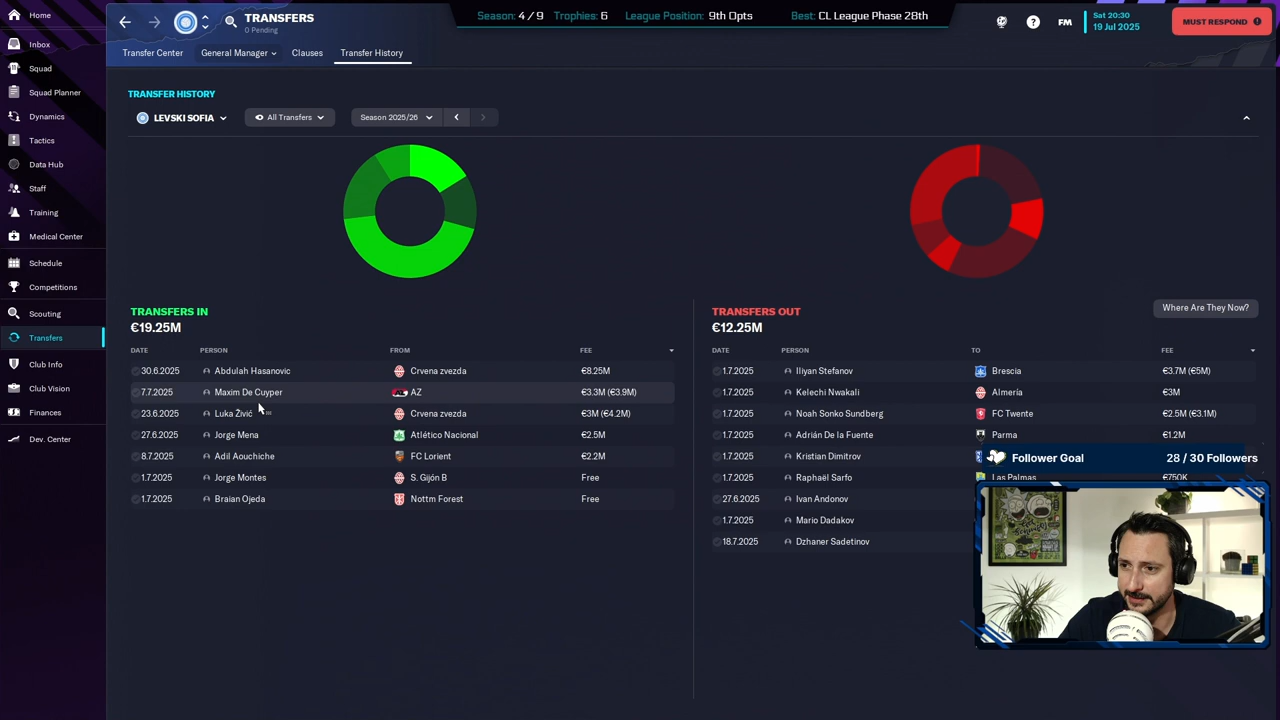 Season: 4 / 9 Trophies: 6 League Position: 9th 0pts Best: CL League Phase 28th
Home
TRANSFERS
0 Pending
FM
Sat 20:30
19 Jul 2025
MUST RESPOND
Inbox
Squad
Squad Planner
Dynamics
Tactics
Data Hub
Staff
Training
Medical Center
Schedule
Competitions
Scouting
Transfers
Club Info
Club Vision
Finances
Dev. Center
Transfer Center General Manager Clauses Transfer History
TRANSFER HISTORY
LEVSKI SOFIA All Transfers Season 2025/26
TRANSFERS IN
€19.25M
DATE PERSON FROM FEE
30.6.2025 Abdulah Hasanovic Crvena zvezda €8.25M
7.7.2025 Maxim De Cuyper AZ €3.3M (€3.9M)
23.6.2025 Luka Živić Crvena zvezda €3M (€4.2M)
27.6.2025 Jorge Mena Atlético Nacional €2.5M
8.7.2025 Adil Aouchiche FC Lorient €2.2M
1.7.2025 Jorge Montes S. Gijón B Free
1.7.2025 Braian Ojeda Nottm Forest Free
TRANSFERS OUT
€12.25M
Where Are They Now?
DATE PERSON TO FEE
1.7.2025 Iliyan Stefanov Brescia €3.7M (€5M)
1.7.2025 Kelechi Nwakali Almería €3M
1.7.2025 Noah Sonko Sundberg FC Twente €2.5M (€3.1M)
1.7.2025 Adrián De la Fuente Parma €1.2M
1.7.2025 Kristian Dimitrov
1.7.2025 Raphaël Sarfo Las Palmas €750K
27.6.2025 Ivan Andonov
1.7.2025 Mario Dadakov
18.7.2025 Dzhaner Sadetinov
Follower Goal 28 / 30 Followers